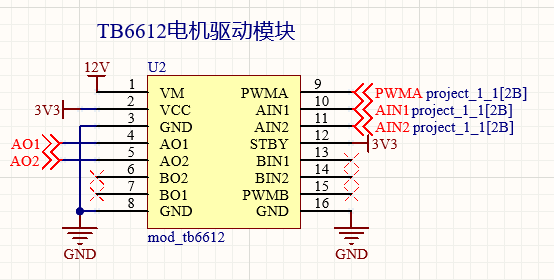 TB6612电机驱动模块
U2
12V
1 VM PWMA 9 PWMA project_1_1[2B]
3V3 2 VCC AIN1 10 AIN1 project_1_1[2B]
3 GND AIN2 11 AIN2 project_1_1[2B]
AO1 4 AO1 STBY 12 3V3
AO2 5 AO2 BIN1 13
6 BO2 BIN2 14
7 BO1 PWMB 15
8 GND GND 16
mod_tb6612
GND GND